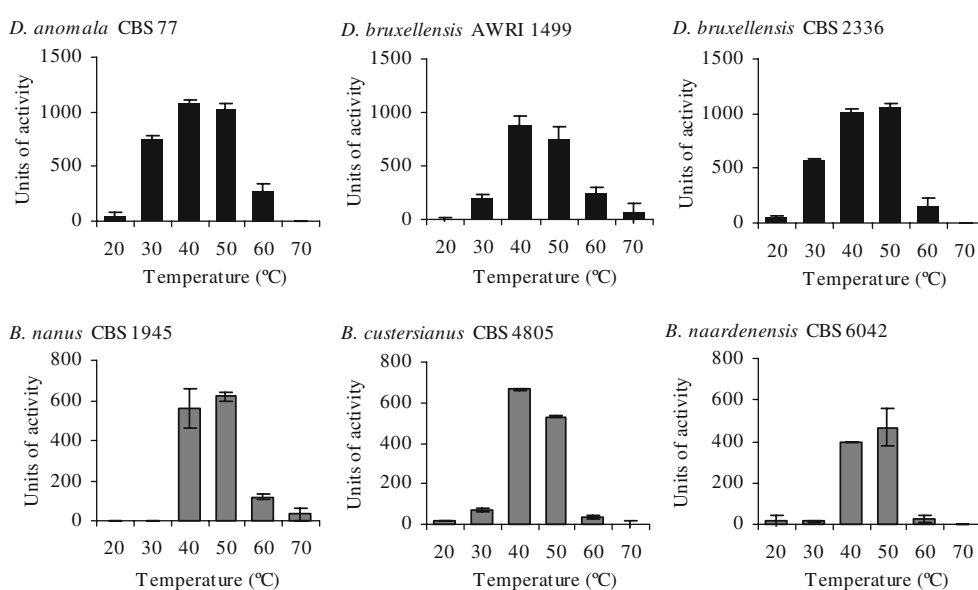 D. anomala CBS 77
1500
1000
500
0
Units of activity
20 30 40 50 60 70
Temperature (ºC)
D. bruxellensis AWRI 1499
1500
1000
500
0
Units of activity
20 30 40 50 60 70
Temperature (ºC)
D. bruxellensis CBS 2336
1500
1000
500
0
Units of activity
20 30 40 50 60 70
Temperature (ºC)
B. nanus CBS 1945
800
600
400
200
0
Units of activity
20 30 40 50 60 70
Temperature (ºC)
B. custersianus CBS 4805
800
600
400
200
0
Units of activity
20 30 40 50 60 70
Temperature (ºC)
B. naardenensis CBS 6042
800
600
400
200
0
Units of activity
20 30 40 50 60 70
Temperature (ºC)